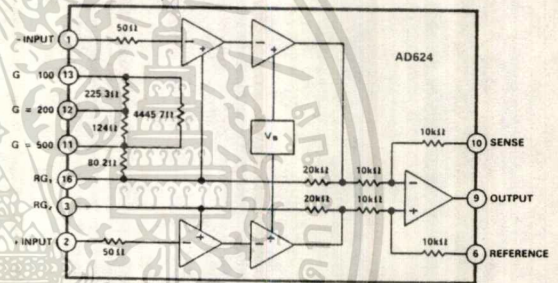 50Ω
-INPUT 1
AD624
G 100 13
225 3Ω
4445 7Ω
G = 200 12
124Ω
VB
G = 500 11
80 2Ω
10kΩ
10 SENSE
RG₁ 16
20kΩ 10kΩ
9 OUTPUT
RG₂ 3
20kΩ 10kΩ
+INPUT 2
50Ω
10kΩ
6 REFERENCE